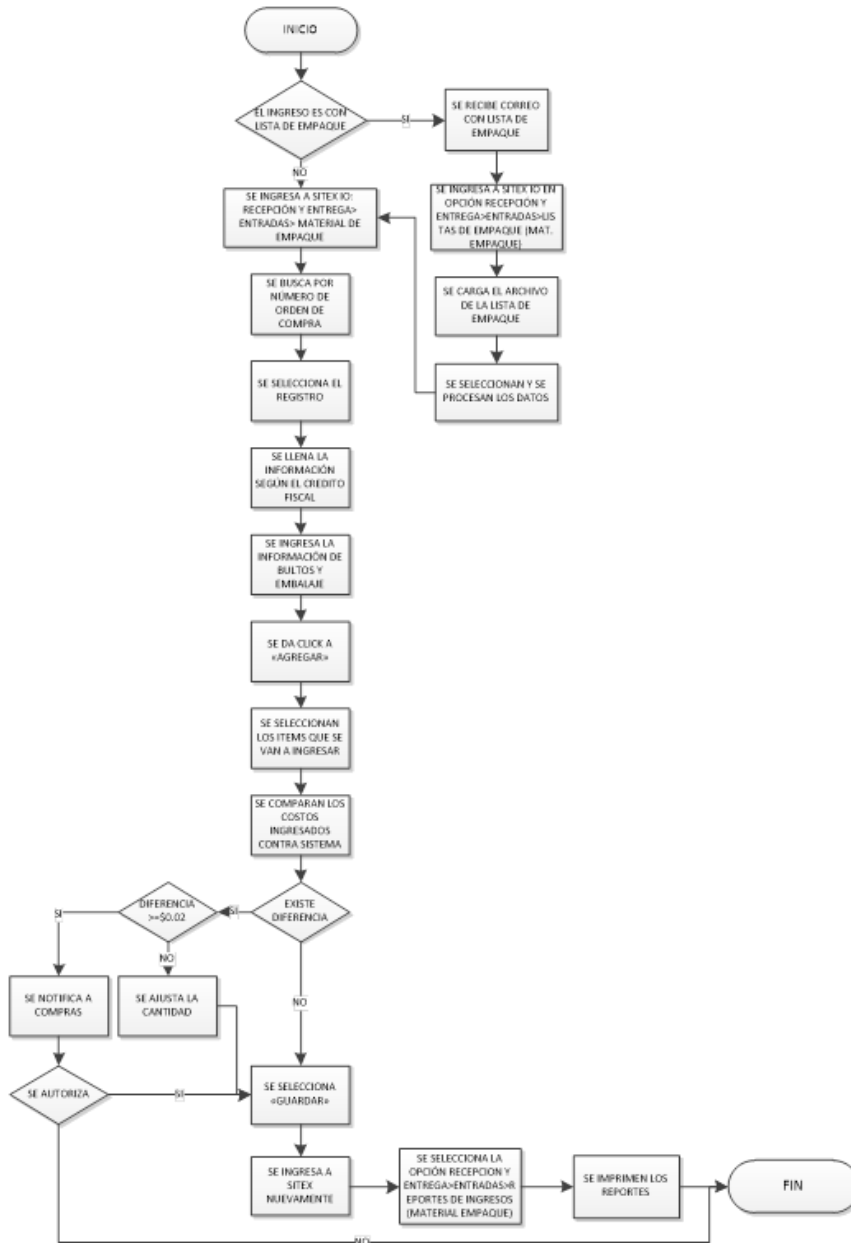 INICIO
EL INGRESO ES CON
LISTA DE EMPAQUE
SI
SE RECIBE CORREO
CON LISTA DE
EMPAQUE
NO
SE INGRESA A SITEX IO:
RECEPCIÓN Y ENTREGA>
ENTRADAS> MATERIAL DE
EMPAQUE
SE INGRESA A SITEX IO EN
OPCIÓN RECEPCIÓN Y
ENTREGA>ENTRADAS>LIS
TAS DE EMPAQUE (MAT.
EMPAQUE)
SE BUSCA POR
NÚMERO DE
ORDEN DE
COMPRA
SE CARGA EL ARCHIVO
DE LA LISTA DE
EMPAQUE
SE SELECCIONA EL
REGISTRO
SE SELECCIONAN Y SE
PROCESAN LOS DATOS
SE LLENA LA
INFORMACIÓN
SEGÚN EL CREDITO
FISCAL
SE INGRESA LA
INFORMACIÓN DE
BULTOS Y
EMBALAJE
SE DA CLICK A
«AGREGAR»
SE SELECCIONAN
LOS ITEMS QUE SE
VAN A INGRESAR
SE COMPARAN LOS
COSTOS
INGRESADOS
CONTRA SISTEMA
EXISTE
DIFERENCIA
SI
DIFERENCIA
>=$0.02
SI
NO
NO
SE NOTIFICA A
COMPRAS
SE AJUSTA LA
CANTIDAD
SE AUTORIZA
SI
SE SELECCIONA
«GUARDAR»
SE INGRESA A
SITEX
NUEVAMENTE
SE SELECCIONA LA
OPCIÓN RECEPCION Y
ENTREGA>ENTRADAS>R
EPORTES DE INGRESOS
(MATERIAL EMPAQUE)
SE IMPRIMEN LOS
REPORTES
FIN
NO